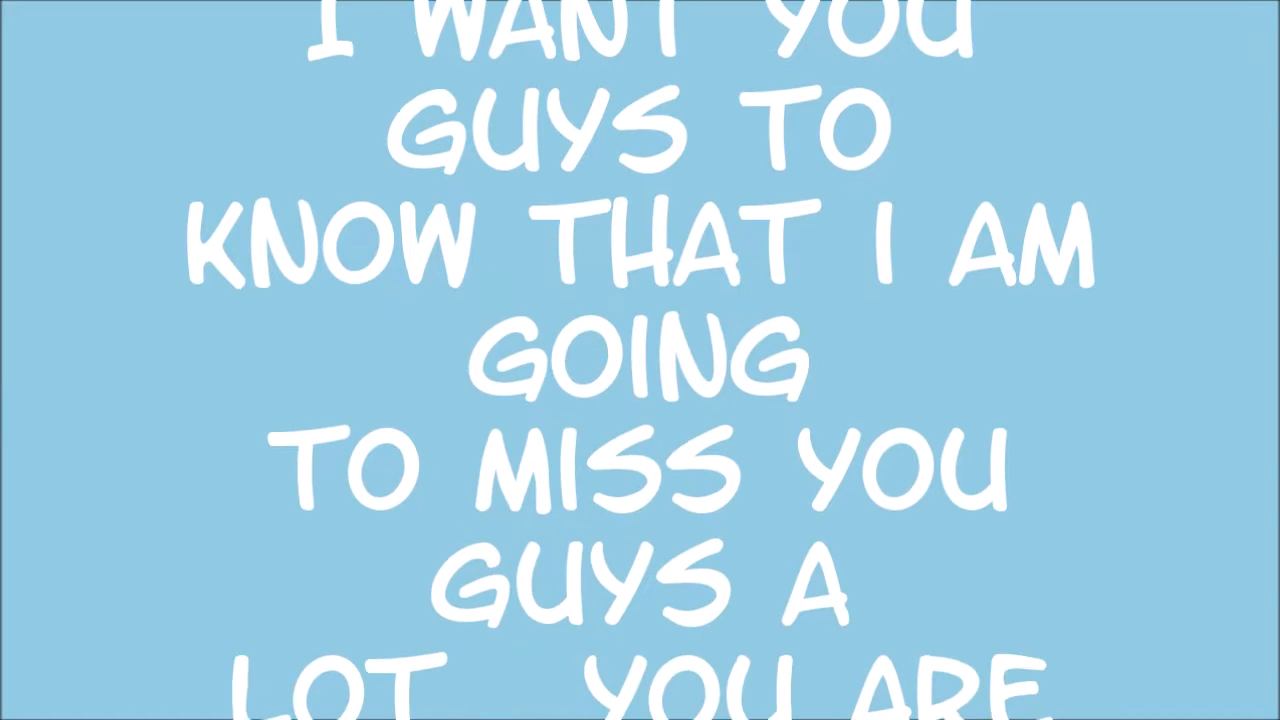 I WANT YOU
GUYS TO
KNOW THAT I AM
GOING
TO MISS YOU
GUYS A
LOT YOU ARE